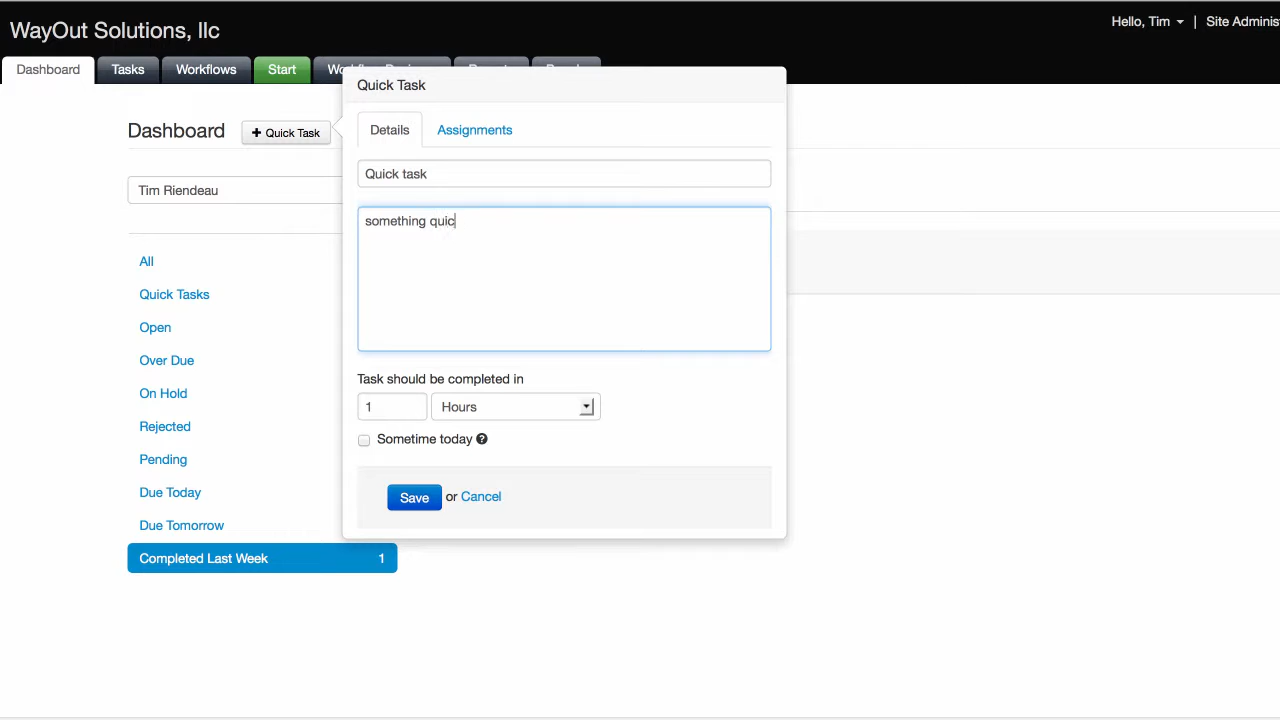 WayOut Solutions, llc
Hello, Tim | Site Adminis
Dashboard Tasks Workflows Start
Quick Task
Dashboard + Quick Task
Details Assignments
Quick task
Tim Riendeau
something quic
All
Quick Tasks
Open
Over Due
On Hold
Rejected
Pending
Due Today
Due Tomorrow
Completed Last Week 1
Task should be completed in
1 Hours
Sometime today ?
Save or Cancel